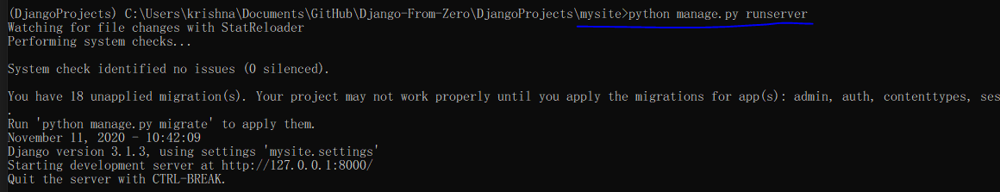 (DjangoProjects) C:\Users\krishna\Documents\GitHub\Django-From-Zero\DjangoProjects\mysite>python manage.py runserver
Watching for file changes with StatReloader
Performing system checks...
System check identified no issues (0 silenced).
You have 18 unapplied migration(s). Your project may not work properly until you apply the migrations for app(s): admin, auth, contenttypes, ses
.
Run 'python manage.py migrate' to apply them.
November 11, 2020 - 10:42:09
Django version 3.1.3, using settings 'mysite.settings'
Starting development server at http://127.0.0.1:8000/
Quit the server with CTRL-BREAK.